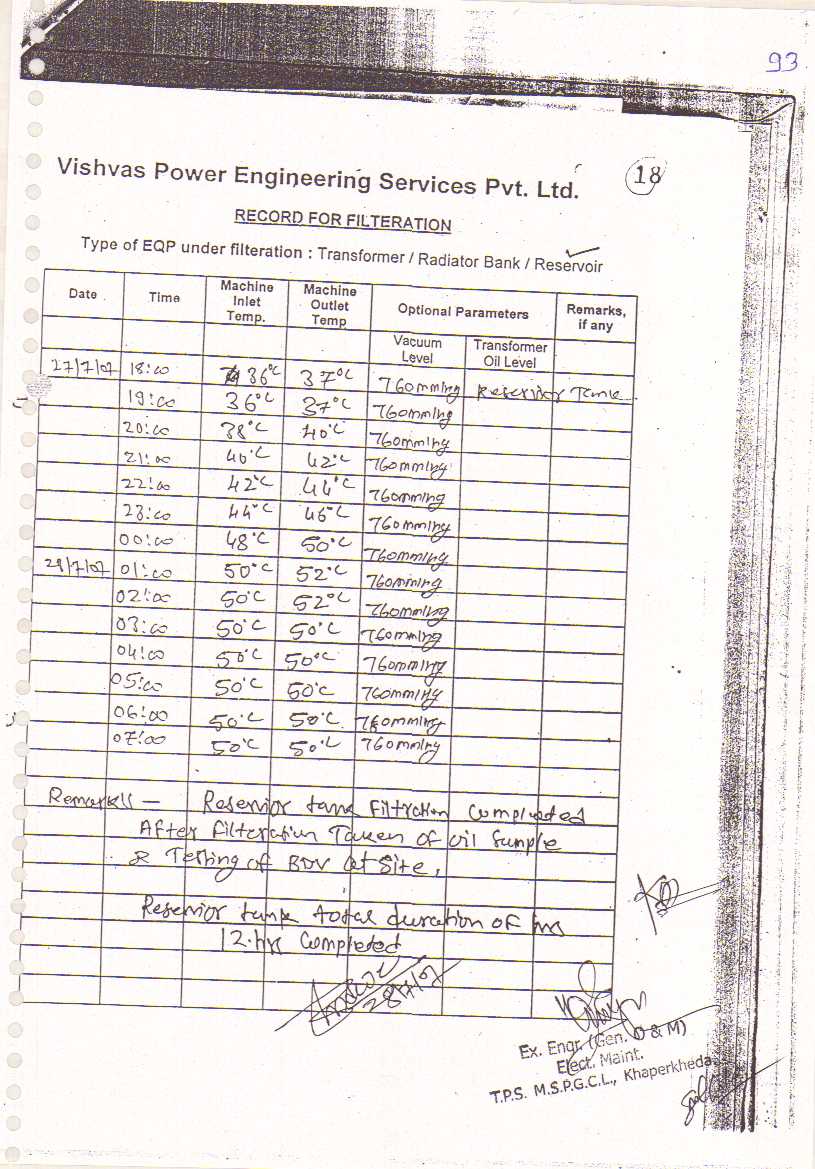 93
Vishvas Power Engineering Services Pvt. Ltd. 18
RECORD FOR FILTERATION
Type of EQP under filteration : Transformer / Radiator Bank / Reservoir
Date Time Machine Inlet Temp. Machine Outlet Temp Optional Parameters Remarks, if any
Vacuum Level Transformer Oil Level
27/7/07 18:00 36°C 37°C 760mmHg Reservior Tank
19:00 36°C 37°C 760mmHg
20:00 38°C 40°C 760mmHg
21:00 40°C 42°C 760mmHg
22:00 42°C 44°C 760mmHg
23:00 44°C 46°C 760mmHg
00:00 48°C 50°C 760mmHg
28/7/07 01:00 50°C 52°C 760mmHg
02:00 50°C 52°C 760mmHg
03:00 50°C 50°C 760mmHg
04:00 50°C 50°C 760mmHg
05:00 50°C 50°C 760mmHg
06:00 50°C 50°C 760mmHg
07:00 50°C 50°C 760mmHg
Remark - Reservior tank Filtration Completed
After filteration Taken of oil Sample
& Testing of BDV at Site,
Reservior tank total duration of hrs
12 hrs Completed
28/7/07
Ex. Engr. (Gen. O & M)
Elect. Maint.
T.P.S. M.S.P.G.C.L., Khaperkheda